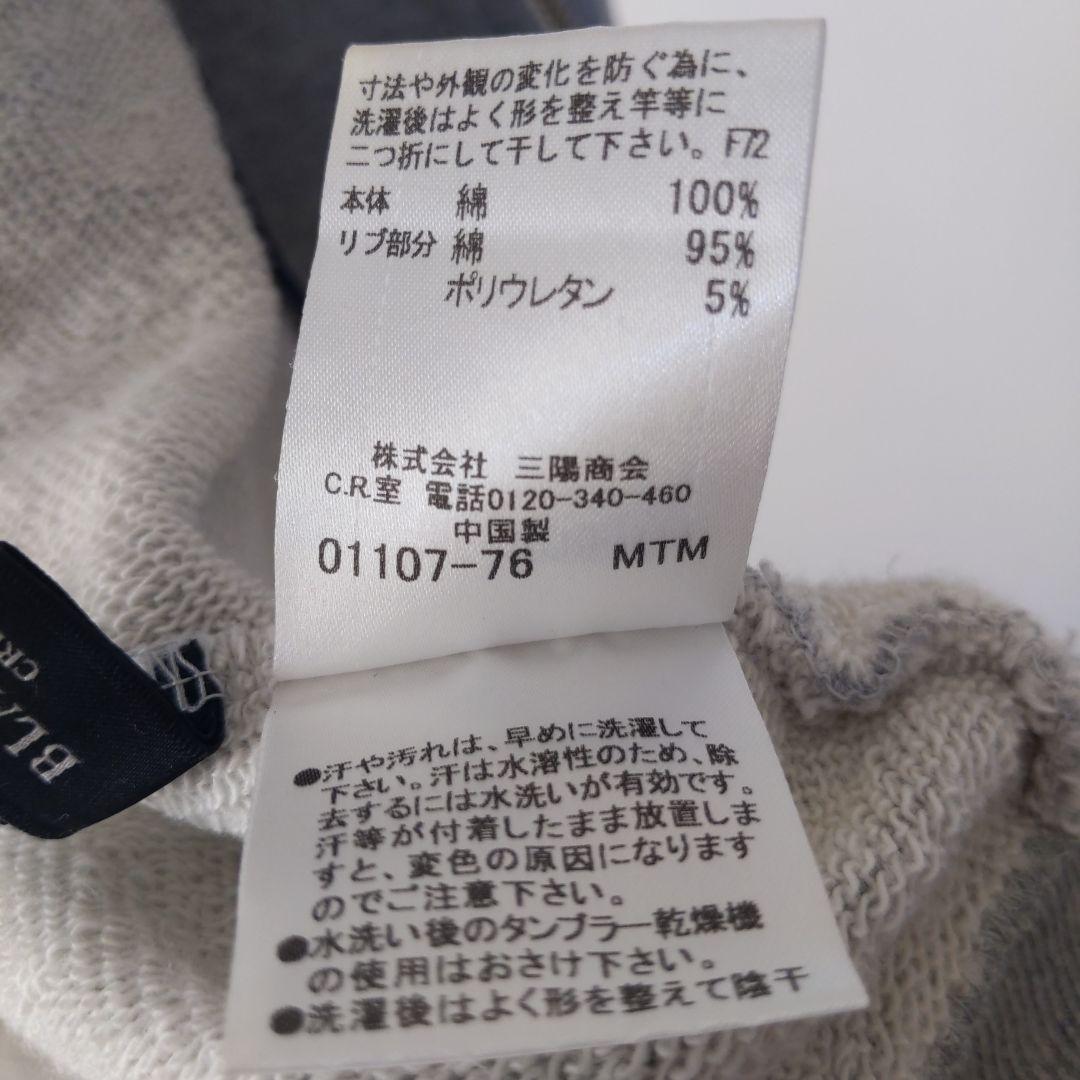 寸法や外観の変化を防ぐ為に、
洗濯後はよく形を整え竿等に
二つ折にして干して下さい。F72
本体 綿 100%
リブ部分 綿 95%
ポリウレタン 5%
株式会社 三陽商会
C.R.室 電話0120-340-460
中国製
01107-76 MTM
●汗や汚れは、早めに洗濯して
下さい。汗は水溶性のため、除
去するには水洗いが有効です。
汗等が付着したまま放置しま
すと、変色の原因になります
のでご注意下さい。
●水洗い後のタンブラー乾燥機
の使用はおさけ下さい。
●洗濯後はよく形を整えて陰干